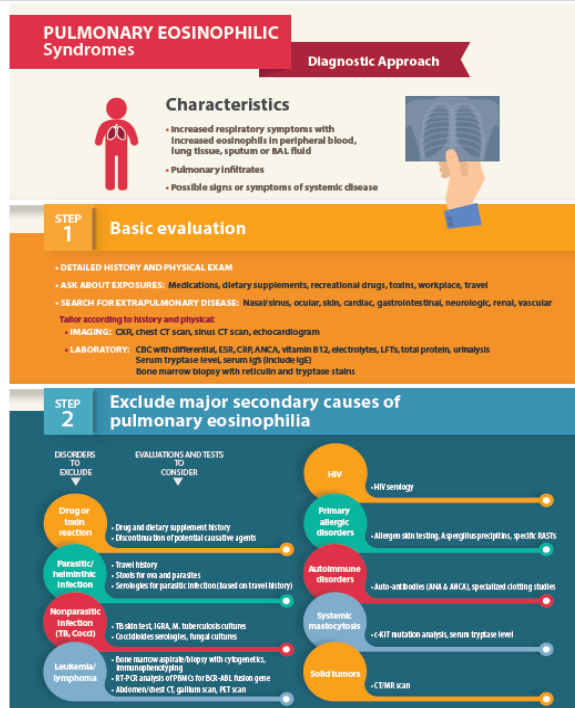 PULMONARY EOSINOPHILIC
Syndromes
Diagnostic Approach
Characteristics
• Increased respiratory symptoms with
increased eosinophils in peripheral blood,
lung tissue, sputum or BAL fluid
• Pulmonary infiltrates
• Possible signs or symptoms of systemic disease
STEP
1
Basic evaluation
• DETAILED HISTORY AND PHYSICAL EXAM
• ASK ABOUT EXPOSURES: Medications, dietary supplements, recreational drugs, toxins, workplace, travel
• SEARCH FOR EXTRAPULMONARY DISEASE: Nasal/sinus, ocular, skin, cardiac, gastrointestinal, neurologic, renal, vascular
Tailor according to history and physical:
• IMAGING: CXR, chest CT scan, sinus CT scan, echocardiogram
• LABORATORY: CBC with differential, ESR, CRP, ANCA, vitamin B12, electrolytes, LFTs, total protein, urinalysis
Serum tryptase level, serum Ig's (include IgE)
Bone marrow biopsy with reticulin and tryptase stains
STEP
2
Exclude major secondary causes of
pulmonary eosinophilia
DISORDERS
TO
EXCLUDE
EVALUATIONS AND TESTS
TO
CONSIDER
Drug or
toxin
reaction
• Drug and dietary supplement history
• Discontinuation of potential causative agents
Parasitic/
helminthic
infection
• Travel history
• Stools for ova and parasites
• Serologies for parasitic infection (based on travel history)
Nonparasitic
infection
(TB, Cocci)
• TB skin test, IGRA, M. tuberculosis cultures
• Coccidioides serologies, fungal cultures
Leukemia/
lymphoma
• Bone marrow aspirate/biopsy with cytogenetics,
immunophenotyping
• RT-PCR analysis of PBMCs for BCR-ABL fusion gene
• Abdomen/chest CT, gallium scan, PET scan
HIV
• HIV serology
Primary
allergic
disorders
• Allergen skin testing, Aspergillus precipitins, specific RASTs
Autoimmune
disorders
• Auto-antibodies (ANA & ANCA), specialized clotting studies
Systemic
mastocytosis
• c-KIT mutation analysis, serum tryptase level
Solid tumors
• CT/MR scan